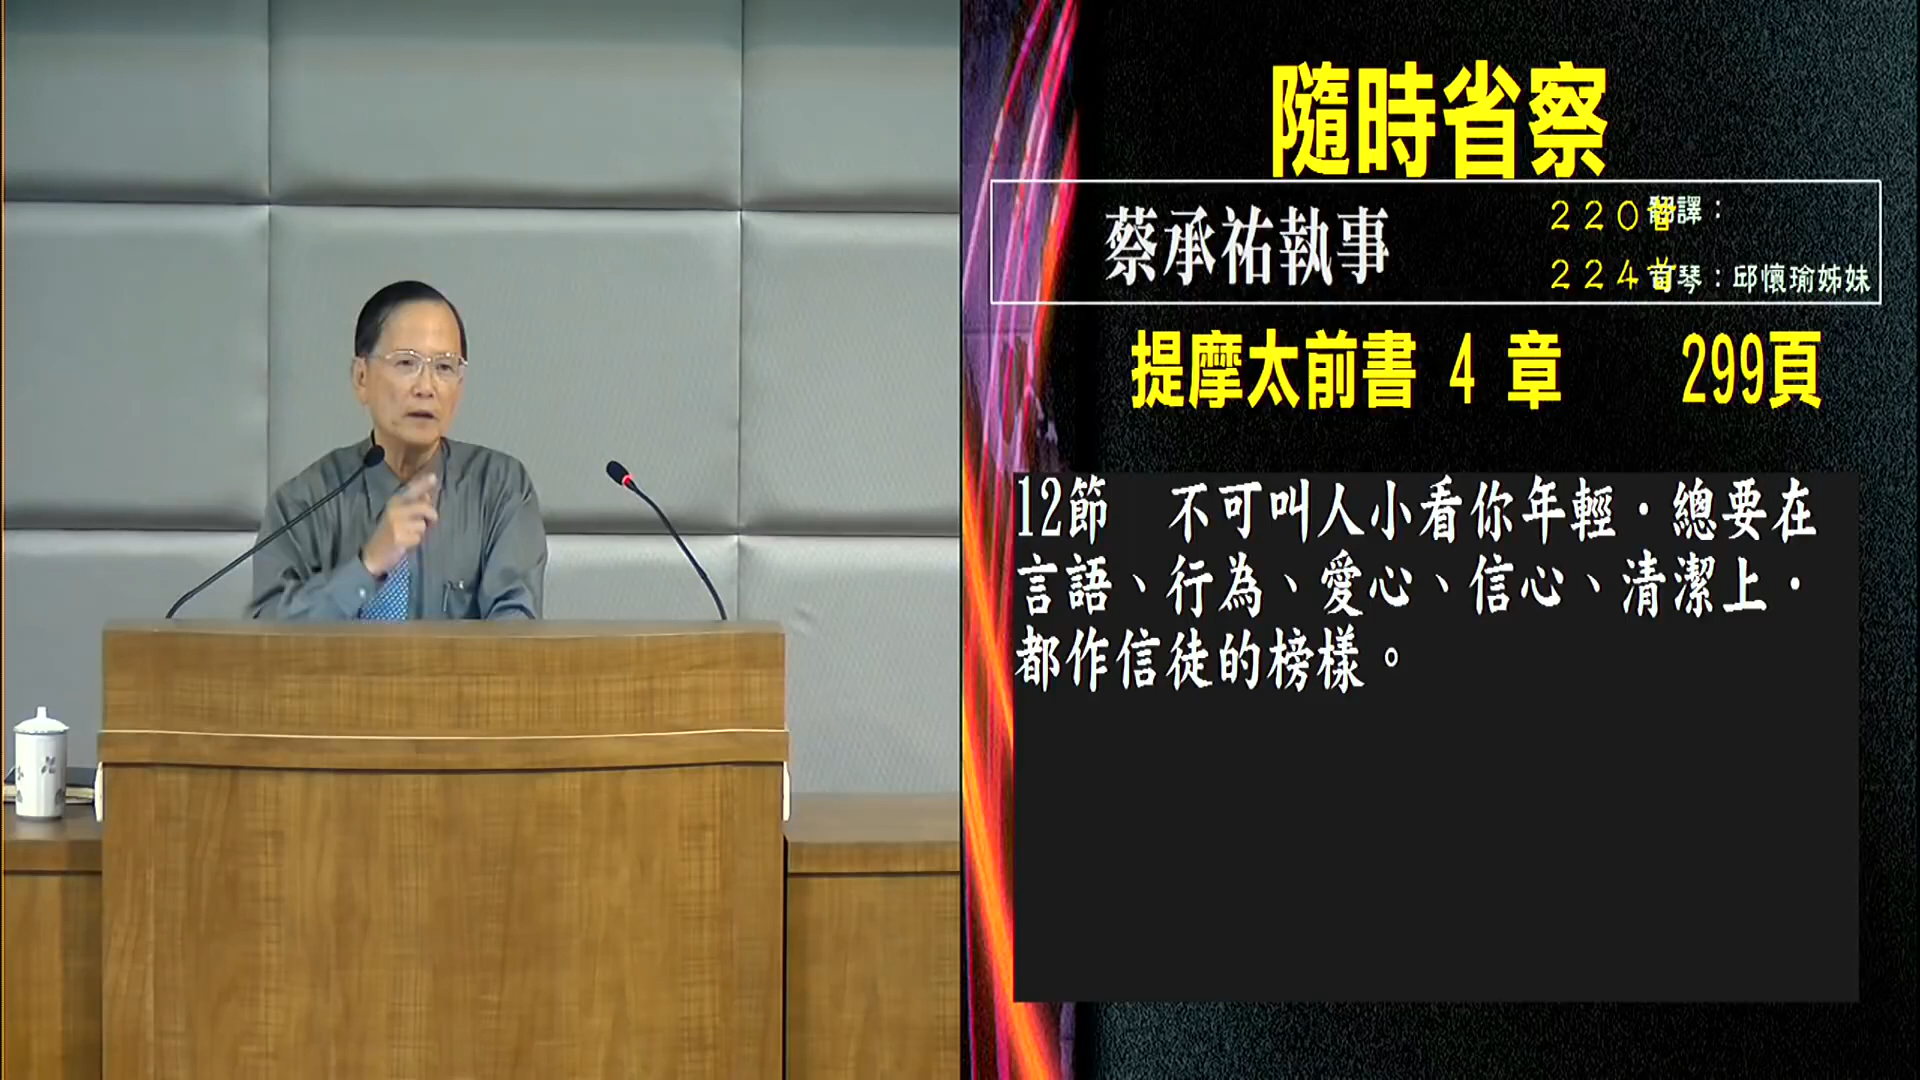 隨時省察
蔡承祐執事
220首 翻譯：
224首 司琴：邱懷瑜姊妹
提摩太前書 4 章 299頁
12節 不可叫人小看你年輕．總要在
言語、行為、愛心、信心、清潔上．
都作信徒的榜樣。